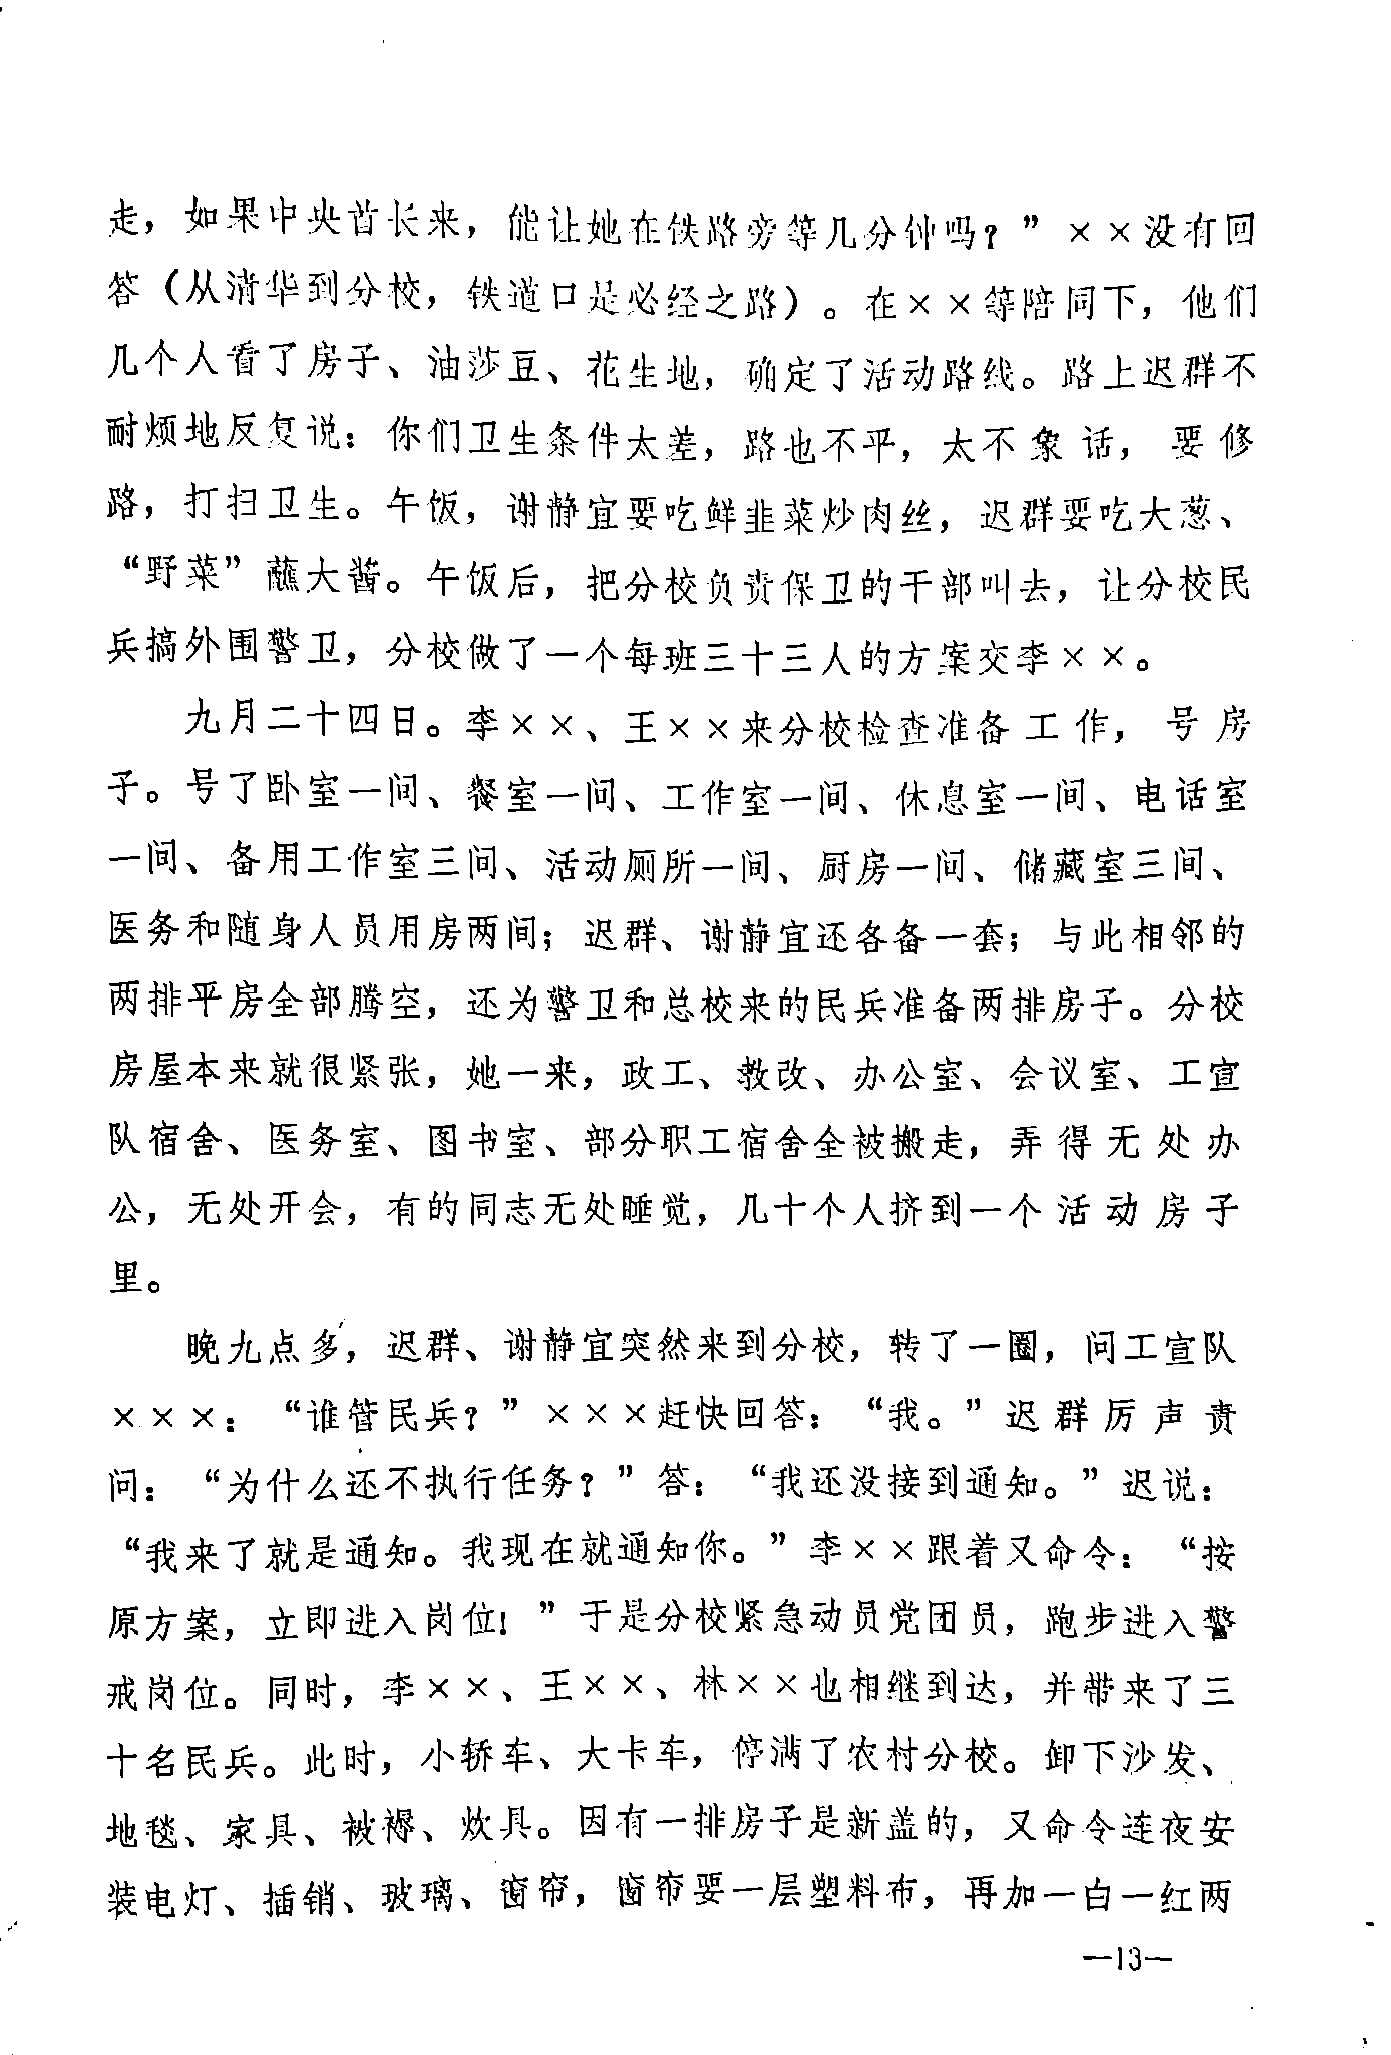 走，如果中央首长来，能让她在铁路旁等几分钟吗？”××没有回
答（从清华到分校，铁道口是必经之路）。在××等陪同下，他们
几个人看了房子、油莎豆、花生地，确定了活动路线。路上迟群不
耐烦地反复说：你们卫生条件太差，路也不平，太不象话，要修
路，打扫卫生。午饭，谢静宜要吃鲜韭菜炒肉丝，迟群要吃大葱、
“野菜”蘸大酱。午饭后，把分校负责保卫的干部叫去，让分校民
兵搞外围警卫，分校做了一个每班三十三人的方案交李××。
九月二十四日。李××、王××来分校检查准备工作，号房
子。号了卧室一间、餐室一间、工作室一间、休息室一间、电话室
一间、备用工作室三间、活动厕所一间、厨房一间、储藏室三间、
医务和随身人员用房两间；迟群、谢静宜还各备一套；与此相邻的
两排平房全部腾空，还为警卫和总校来的民兵准备两排房子。分校
房屋本来就很紧张，她一来，政工、教改、办公室、会议室、工宣
队宿舍、医务室、图书室、部分职工宿舍全被搬走，弄得无处办
公，无处开会，有的同志无处睡觉，几十个人挤到一个活动房子
里。
晚九点多，迟群、谢静宜突然来到分校，转了一圈，问工宣队
×××：“谁管民兵？”×××赶快回答：“我。”迟群厉声责
问：“为什么还不执行任务？”答：“我还没接到通知。”迟说：
“我来了就是通知。我现在就通知你。”李××跟着又命令：“按
原方案，立即进入岗位！”于是分校紧急动员党团员，跑步进入警
戒岗位。同时，李××、王××、林××也相继到达，并带来了三
十名民兵。此时，小轿车、大卡车，停满了农村分校。卸下沙发、
地毯、家具、被褥、炊具。因有一排房子是新盖的，又命令连夜安
装电灯、插销、玻璃、窗帘，窗帘要一层塑料布，再加一白一红两
—13—